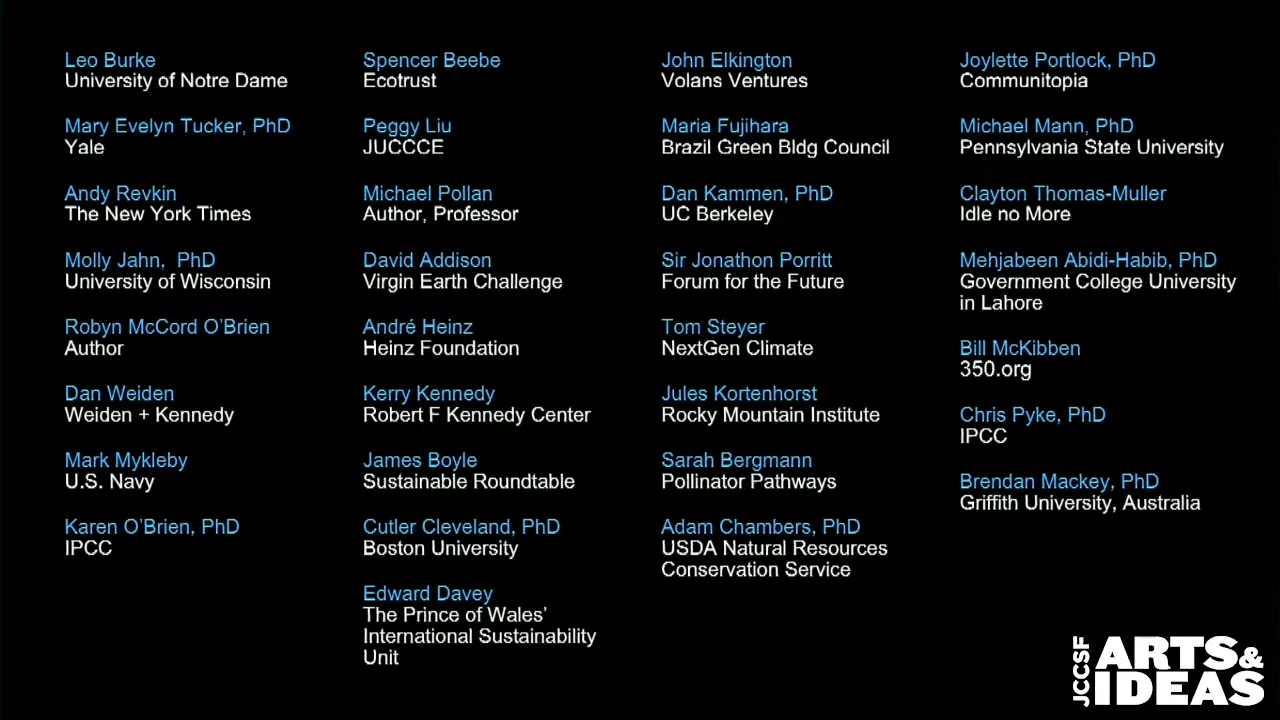 Leo Burke
University of Notre Dame
Mary Evelyn Tucker, PhD
Yale
Andy Revkin
The New York Times
Molly Jahn,  PhD
University of Wisconsin
Robyn McCord O'Brien
Author
Dan Weiden
Weiden + Kennedy
Mark Mykleby
U.S. Navy
Karen O'Brien, PhD
IPCC
Spencer Beebe
Ecotrust
Peggy Liu
JUCCCE
Michael Pollan
Author, Professor
David Addison
Virgin Earth Challenge
André Heinz
Heinz Foundation
Kerry Kennedy
Robert F Kennedy Center
James Boyle
Sustainable Roundtable
Cutler Cleveland, PhD
Boston University
Edward Davey
The Prince of Wales'
International Sustainability
Unit
John Elkington
Volans Ventures
Maria Fujihara
Brazil Green Bldg Council
Dan Kammen, PhD
UC Berkeley
Sir Jonathon Porritt
Forum for the Future
Tom Steyer
NextGen Climate
Jules Kortenhorst
Rocky Mountain Institute
Sarah Bergmann
Pollinator Pathways
Adam Chambers, PhD
USDA Natural Resources
Conservation Service
Joylette Portlock, PhD
Communitopia
Michael Mann, PhD
Pennsylvania State University
Clayton Thomas-Muller
Idle no More
Mehjabeen Abidi-Habib, PhD
Government College University
in Lahore
Bill McKibben
350.org
Chris Pyke, PhD
IPCC
Brendan Mackey, PhD
Griffith University, Australia
JCCSF
ARTS&
IDEAS